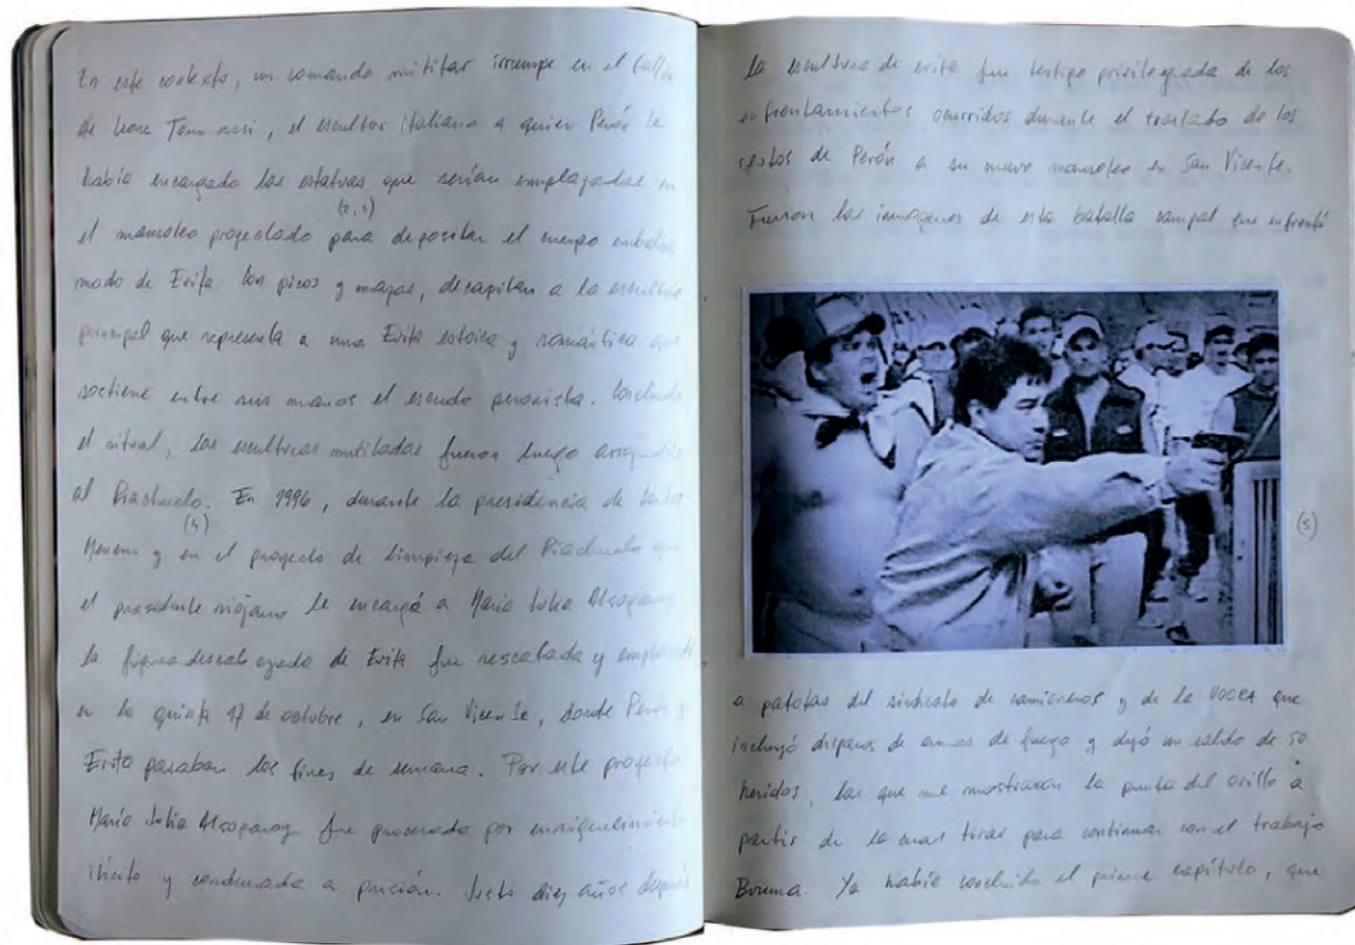 En este contexto, un comando militar irrumpe en el taller
de Leone Tommassi, el escultor italiano a quien Perón le
había encargado las estatuas que serían emplazadas en
(2, 3)
el mausoleo proyectado para depositar el cuerpo embalsa
mado de Evita. Con picos y mazas, decapitan a la escultura
principal que representa a una Evita estoica y romántica que
sostiene entre sus manos el escudo peronista. Concluido
el ritual, las esculturas mutiladas fueron luego arrojadas
al Riachuelo. En 1996, durante la presidencia de Carlos
(4)
Menem y en el proyecto de limpieza del Riachuelo que
el presidente riojano le encargó a María Julia Alsogaray
la figura descabezada de Evita fue rescatada y emplazada
en la quinta 17 de octubre, en San Vicente, donde Perón y
Evita pasaban los fines de semana. Por este proyecto
María Julia Alsogaray fue procesada por enriquecimiento
ilícito y condenada a prisión. Justo diez años después
la escultura de evita fue testigo privilegiada de los
enfrentamientos ocurridos durante el traslado de los
restos de Perón a su nuevo mausoleo en San Vicente.
Fueron las imágenes de esta batalla campal que enfrentó
(5)
a patotas del sindicato de camioneros y de la UOCRA que
incluyó disparos de armas de fuego y dejó un saldo de 50
heridos, las que me mostraron la punta del ovillo a
partir de la cual tirar para continuar con el trabajo
Bruma. Ya había concluido el primer capítulo, que